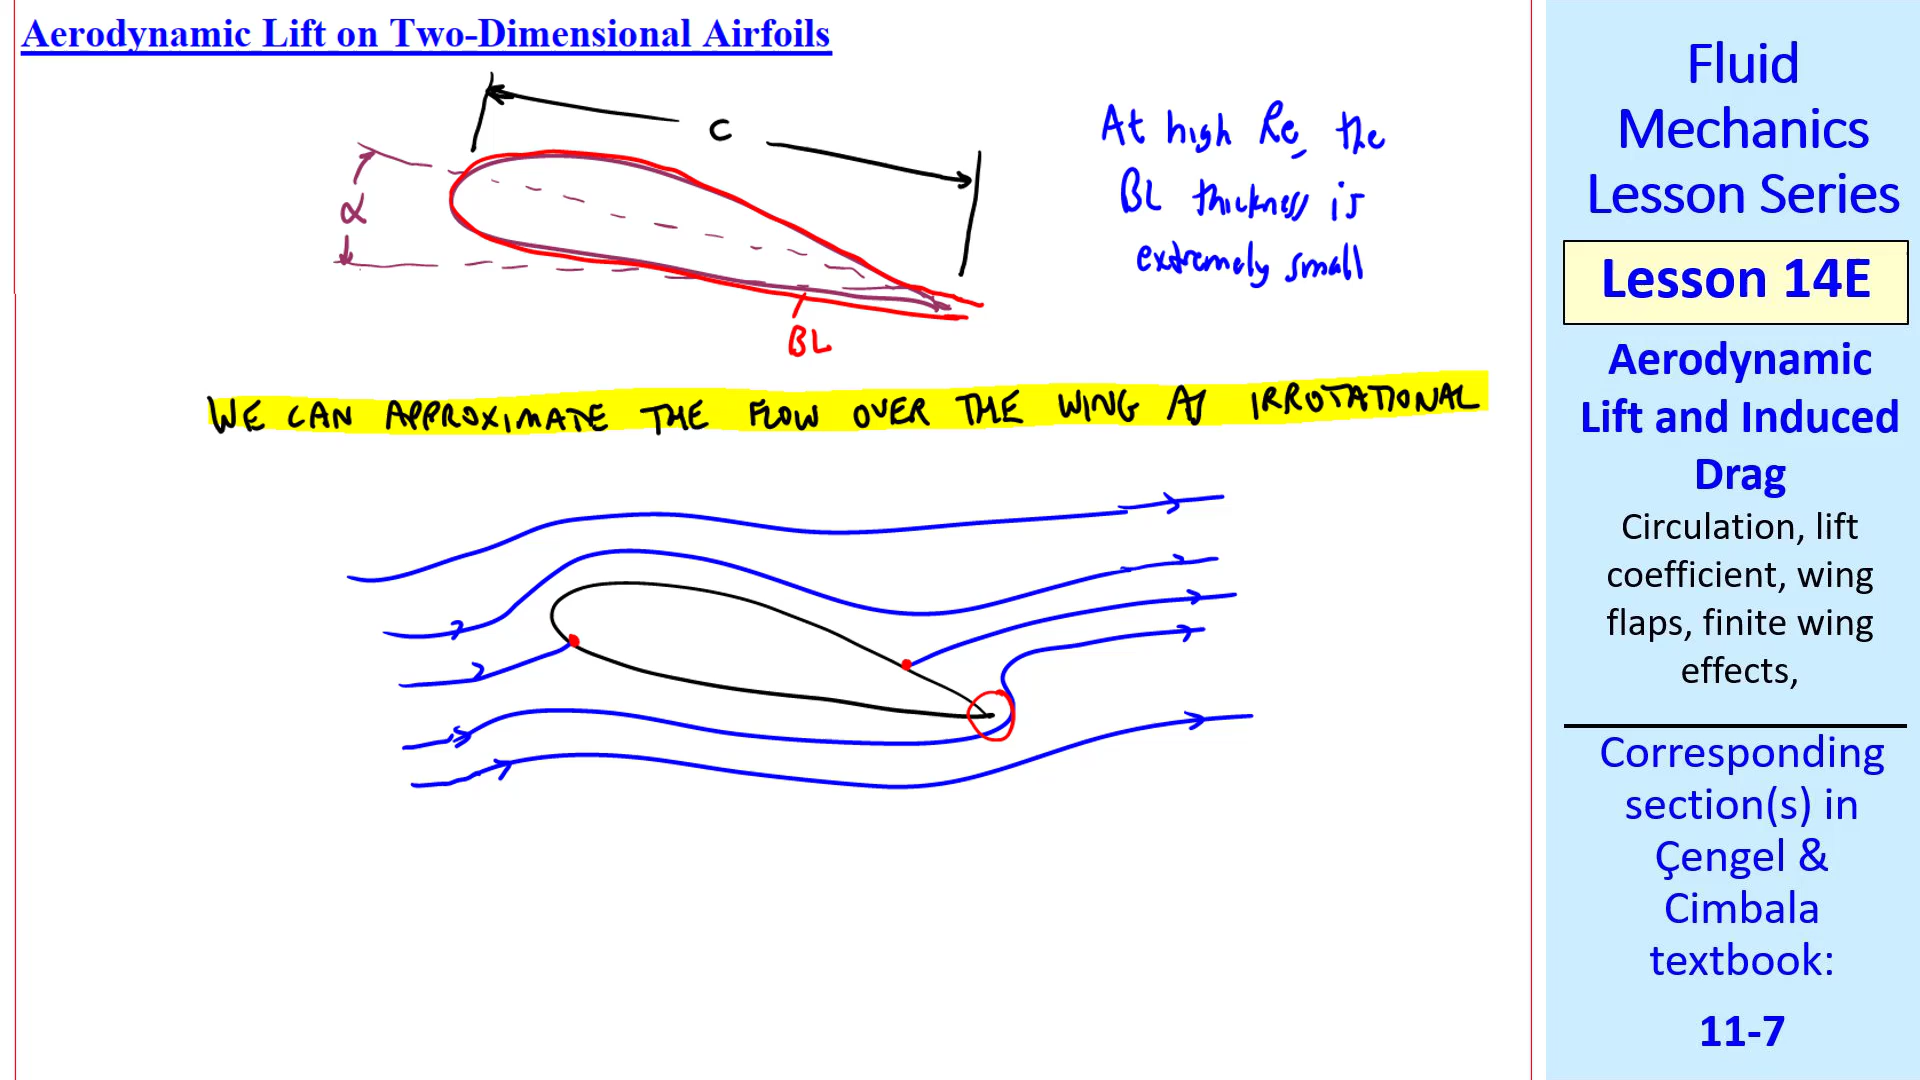 Aerodynamic Lift on Two-Dimensional Airfoils
C
α
BL
At high Re, the
BL thickness is
extremely small
WE CAN APPROXIMATE THE FLOW OVER THE WING AS IRROTATIONAL
Fluid
Mechanics
Lesson Series
Lesson 14E
Aerodynamic
Lift and Induced
Drag
Circulation, lift
coefficient, wing
flaps, finite wing
effects,
Corresponding
section(s) in
Çengel &
Cimbala
textbook:
11-7